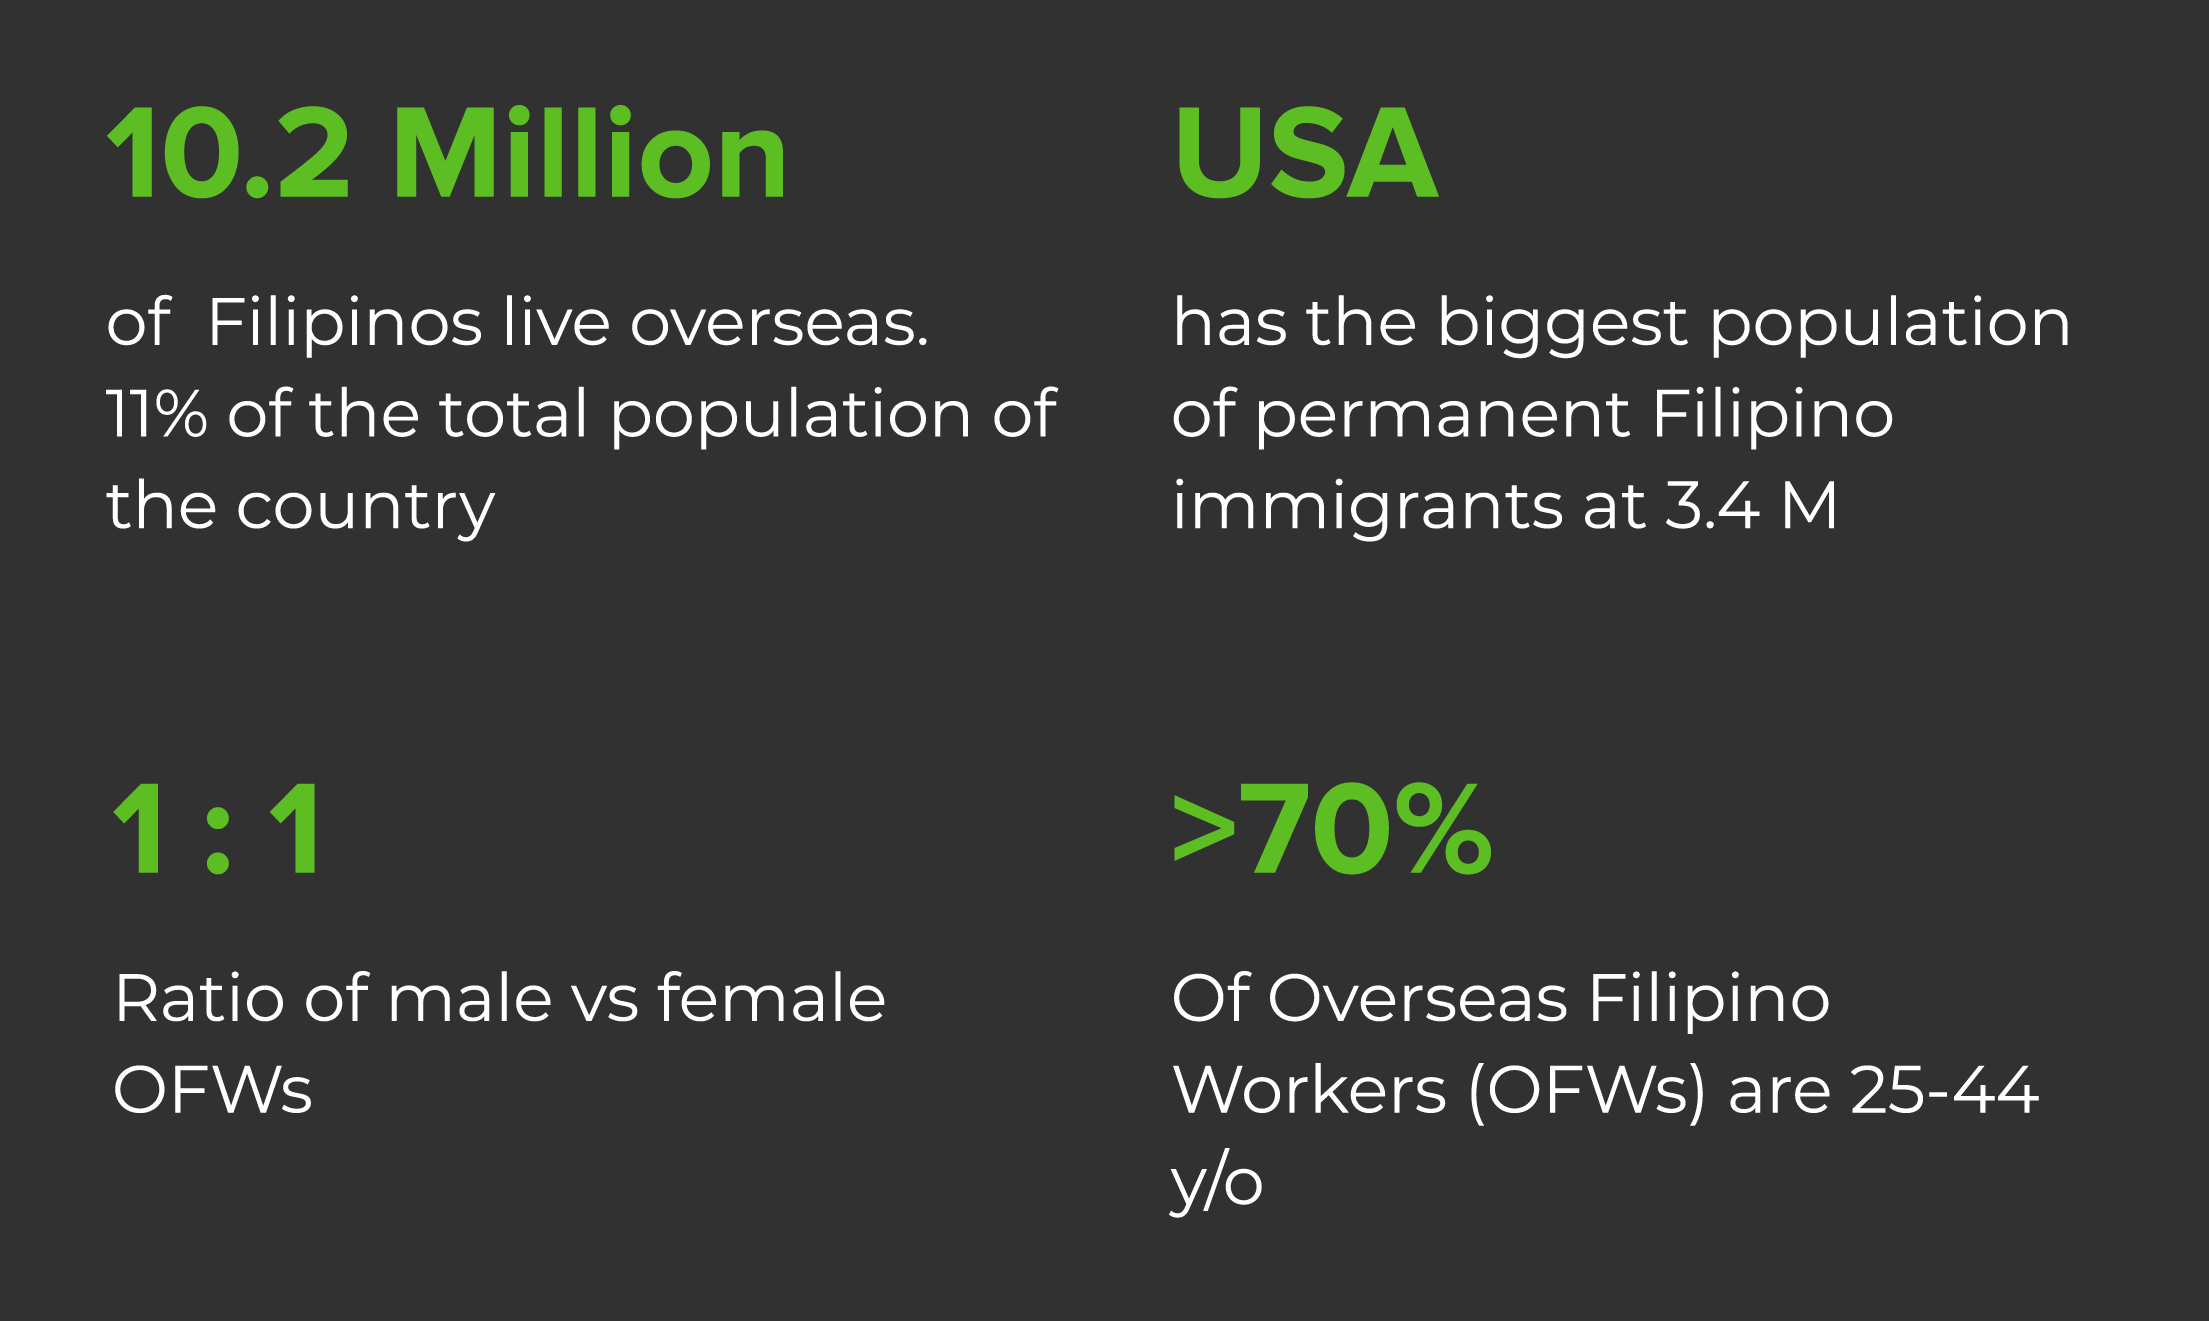 10.2 Million
of  Filipinos live overseas.
11% of the total population of
the country
USA
has the biggest population
of permanent Filipino
immigrants at 3.4 M
1 : 1
Ratio of male vs female
OFWs
>70%
Of Overseas Filipino
Workers (OFWs) are 25-44
y/o